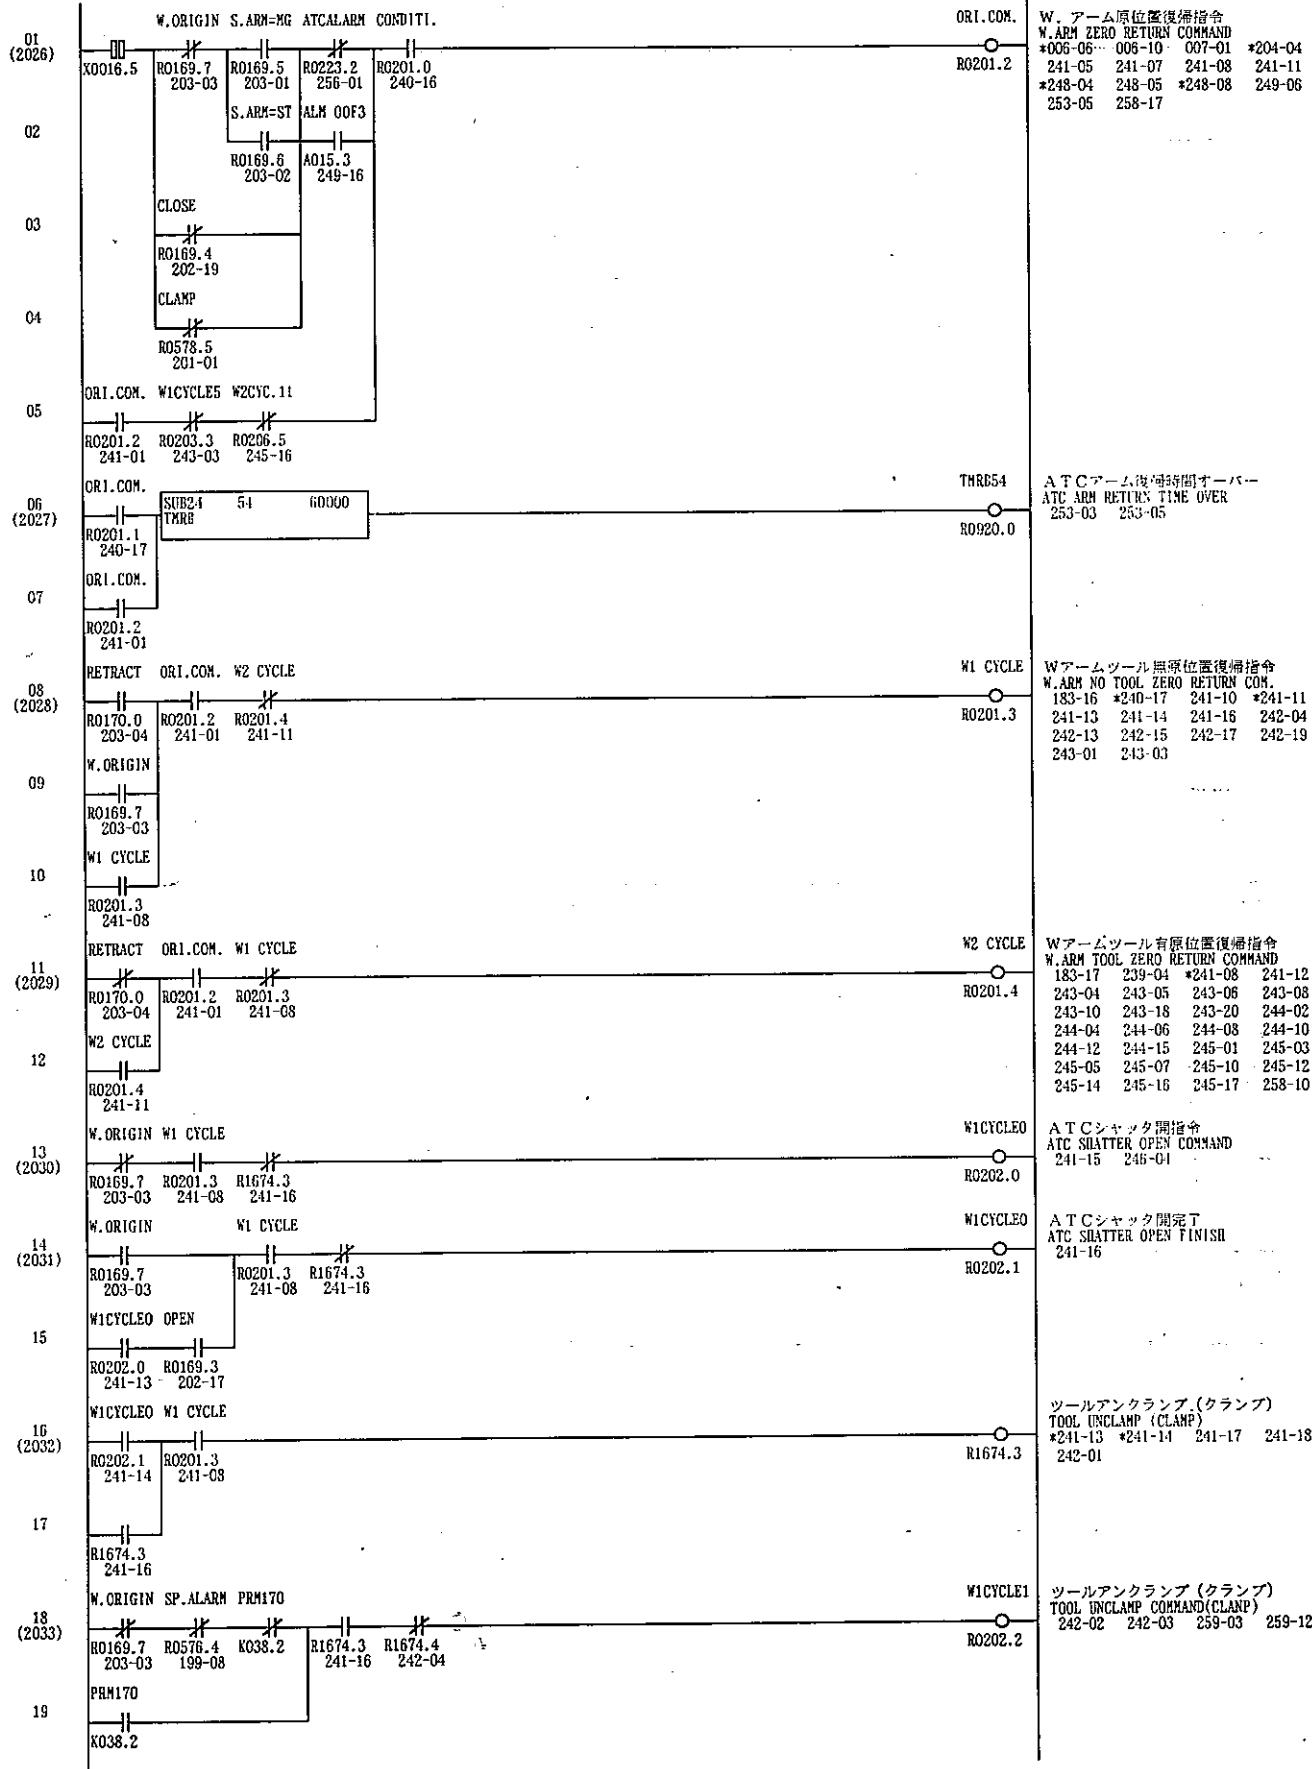 W.ORIGIN S.ARM=MG ATCALARM CONDITI. ORI.COM. W. アーム原位置復帰指令
01 W.ARM ZERO RETURN COMMAND
(2026) X0016.5 R0169.7 R0169.5 R0223.2 R0201.0 R0201.2 *006-06 006-10 007-01 *204-04
203-03 203-01 256-01 240-16 241-05 241-07 241-08 241-11
S.ARM=ST ALM 00F3 *248-04 248-05 *248-08 249-06
02 253-05 258-17
R0169.6 A015.3
203-02 249-16
CLOSE
03
R0169.4
202-19
CLAMP
04
R0578.5
201-01
ORI.COM. W1CYCLE5 W2CYC.11
05
R0201.2 R0203.3 R0206.5
241-01 243-03 245-16
ORI.COM. TMRB54 ATCアーム復帰時間オーバー
06 SUB24 54 60000 ATC ARM RETURN TIME OVER
(2027) TMRB 253-03 253-05
R0201.1 R0920.0
240-17
ORI.COM.
07
R0201.2
241-01
RETRACT ORI.COM. W2 CYCLE W1 CYCLE Wアームツール無原位置復帰指令
08 W.ARM NO TOOL ZERO RETURN COM.
(2028) 183-16 *240-17 241-10 *241-11
R0170.0 R0201.2 R0201.4 R0201.3 241-13 241-14 241-16 242-04
203-04 241-01 241-11 242-13 242-15 242-17 242-19
W.ORIGIN 243-01 243-03
09
R0169.7
203-03
W1 CYCLE
10
R0201.3
241-08
RETRACT ORI.COM. W1 CYCLE W2 CYCLE Wアームツール有原位置復帰指令
11 W.ARM TOOL ZERO RETURN COMMAND
(2029) 183-17 239-04 *241-08 241-12
R0170.0 R0201.2 R0201.3 R0201.4 243-04 243-05 243-06 243-08
203-04 241-01 241-08 243-10 243-18 243-20 244-02
W2 CYCLE 244-04 244-06 244-08 244-10
12 244-12 244-15 245-01 245-03
R0201.4 245-05 245-07 245-10 245-12
241-11 245-14 245-16 245-17 258-10
W.ORIGIN W1 CYCLE W1CYCLE0 ATCシャッタ開指令
13 ATC SHATTER OPEN COMMAND
(2030) 241-15 246-04
R0169.7 R0201.3 R1674.3 R0202.0
203-03 241-08 241-16
W.ORIGIN W1 CYCLE W1CYCLE0 ATCシャッタ開完了
14 ATC SHATTER OPEN FINISH
(2031) 241-16
R0169.7 R0201.3 R1674.3 R0202.1
203-03 241-08 241-16
W1CYCLE0 OPEN
15
R0202.0 R0169.3
241-13 202-17
W1CYCLE0 W1 CYCLE ツールアンクランプ.(クランプ)
16 TOOL UNCLAMP (CLAMP)
(2032) *241-13 *241-14 241-17 241-18
R0202.1 R0201.3 R1674.3 242-01
241-14 241-08
17
R1674.3
241-16
W.ORIGIN SP.ALARM PRM170 W1CYCLE1 ツールアンクランプ (クランプ)
18 TOOL UNCLAMP COMMAND(CLAMP)
(2033) 242-02 242-03 259-03 259-12
R0169.7 R0576.4 K038.2 R1674.3 R1674.4 R0202.2
203-03 199-08 241-16 242-04
PRM170
19
K038.2